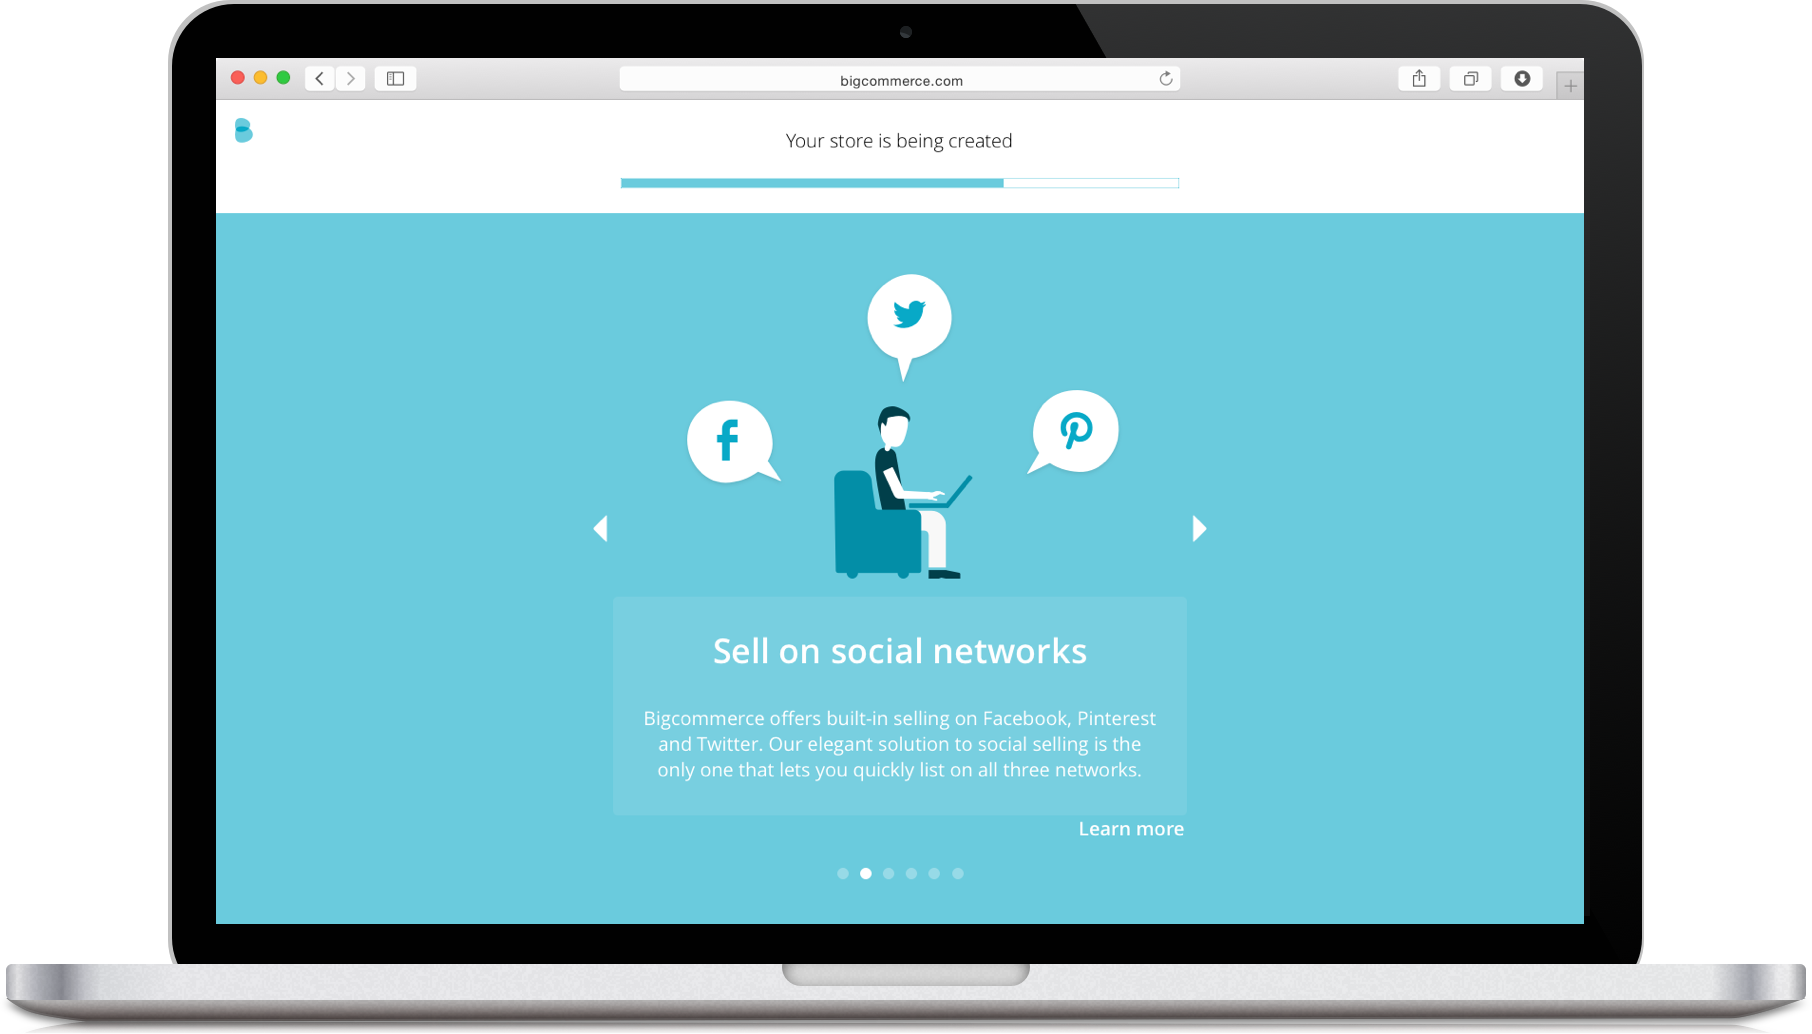 bigcommerce.com
Your store is being created
Sell on social networks
Bigcommerce offers built-in selling on Facebook, Pinterest
and Twitter. Our elegant solution to social selling is the
only one that lets you quickly list on all three networks.
Learn more